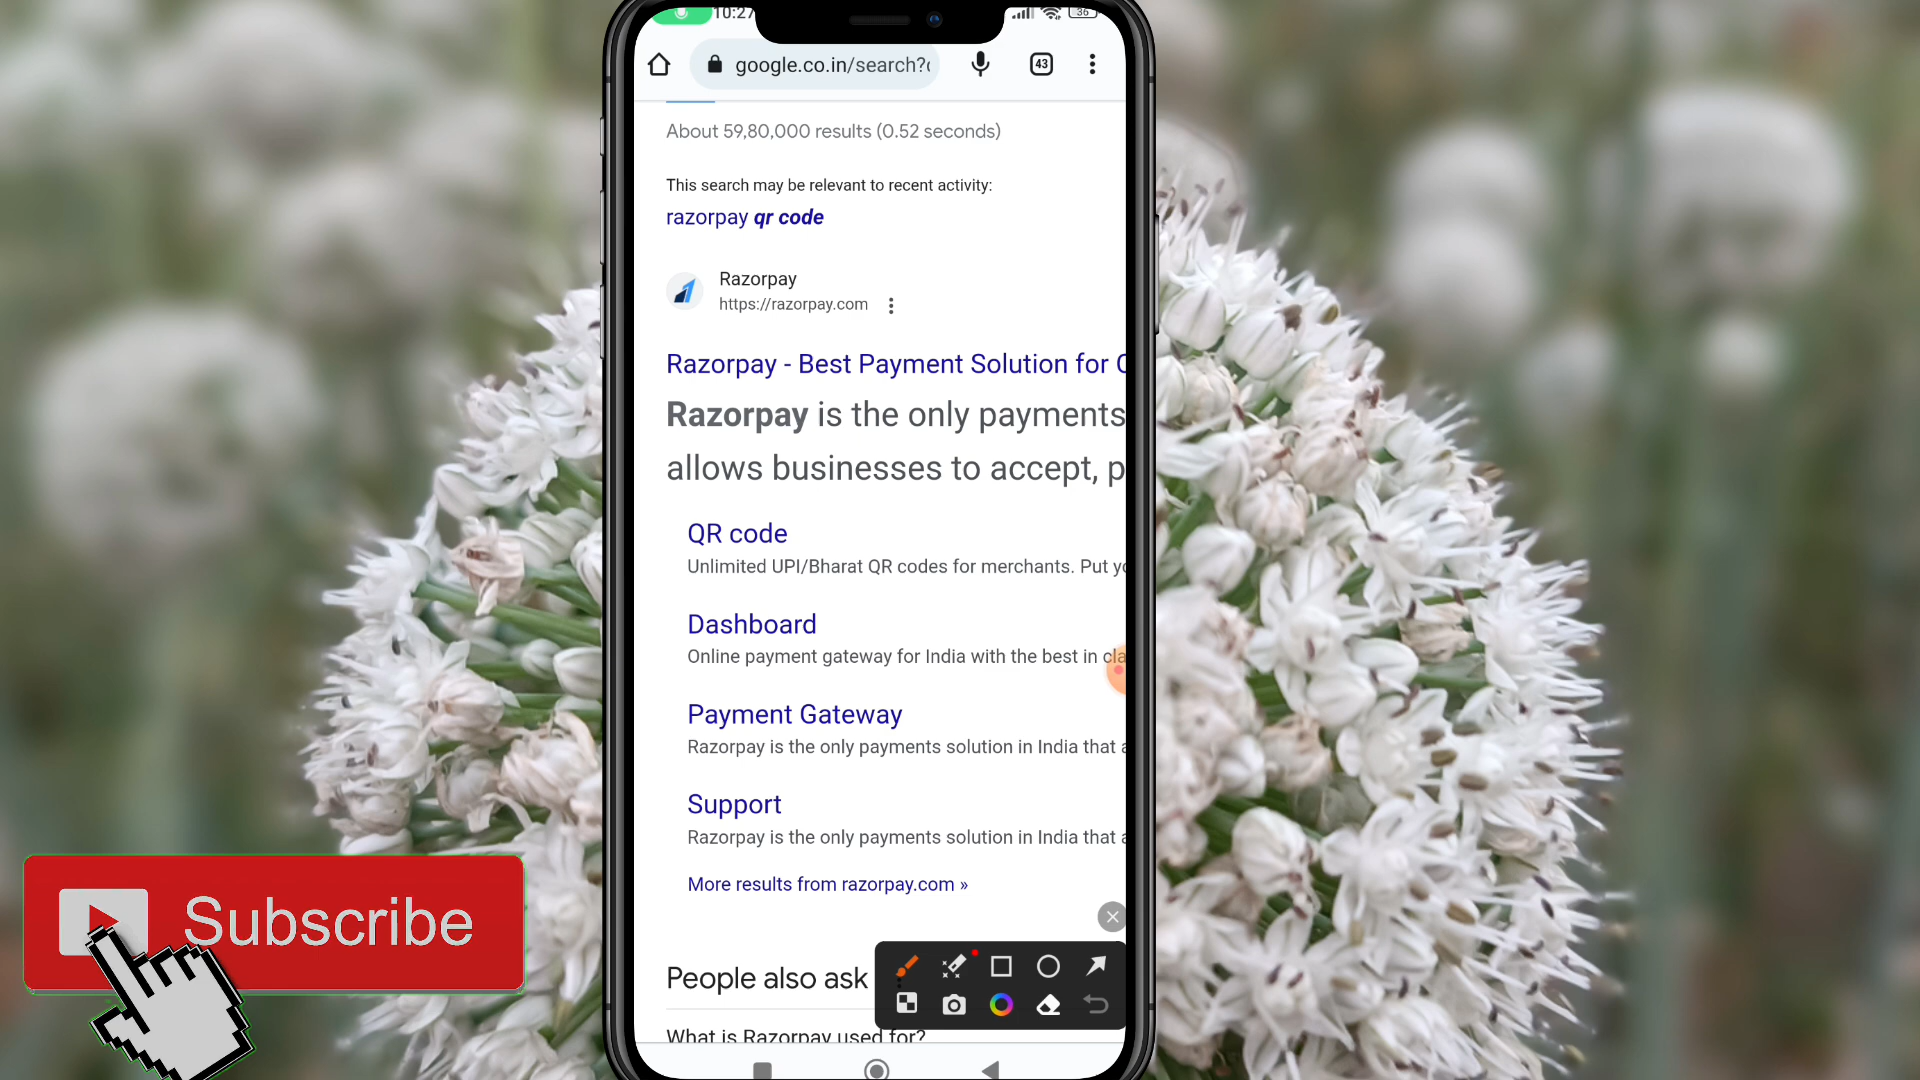 10:27
36
google.co.in/search?
43
About 59,80,000 results (0.52 seconds)
This search may be relevant to recent activity:
razorpay qr code
Razorpay
https://razorpay.com
Razorpay - Best Payment Solution for
Razorpay is the only payments
allows businesses to accept, p
QR code
Unlimited UPI/Bharat QR codes for merchants. Put
Dashboard
Online payment gateway for India with the best in cla
Payment Gateway
Razorpay is the only payments solution in India that
Support
Razorpay is the only payments solution in India that
More results from razorpay.com »
People also ask
What is Razorpay used for?
Subscribe